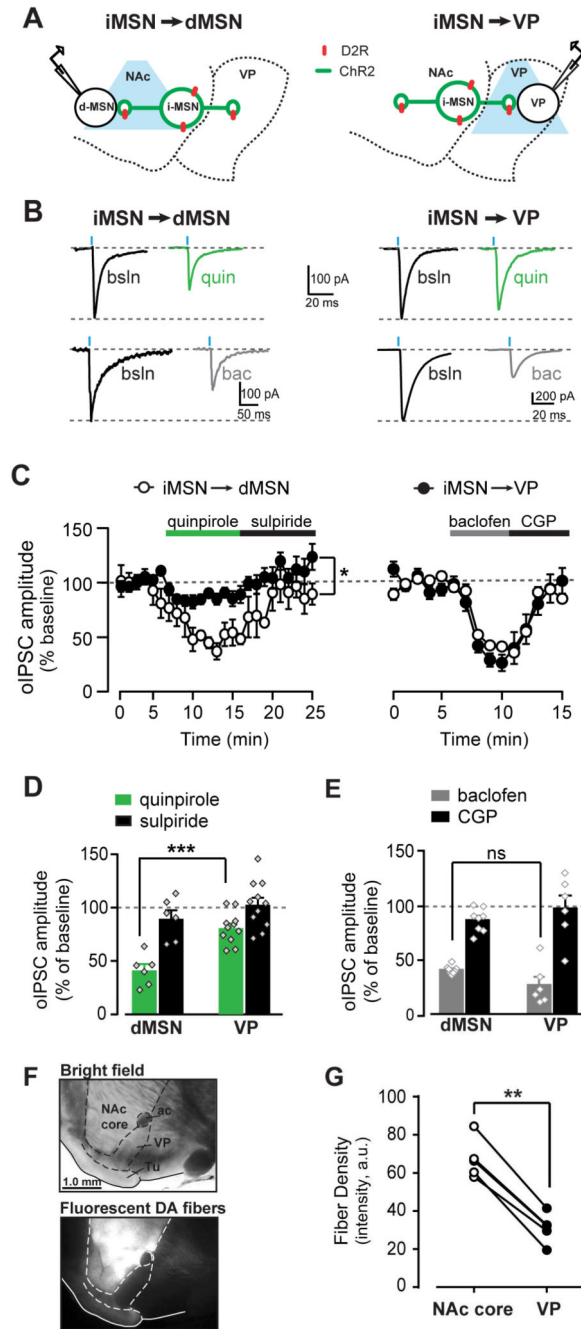 A
iMSN → dMSN
iMSN → VP
NAc
VP
D2R
ChR2
NAc
VP
d-MSN
i-MSN
i-MSN
VP
B
iMSN → dMSN
iMSN → VP
bsln
quin
100 pA
20 ms
bsln
quin
bsln
bac
100 pA
50 ms
bsln
bac
200 pA
20 ms
C
iMSN → dMSN
iMSN → VP
quinpirole
sulpiride
baclofen
CGP
150
100
50
0
*
oIPSC amplitude
(% baseline)
0 5 10 15 20 25
0 5 10 15
Time (min)
Time (min)
D
quinpirole
sulpiride
E
baclofen
CGP
150
100
50
0
***
oIPSC amplitude
(% of baseline)
dMSN
VP
150
100
50
0
ns
oIPSC amplitude
(% of baseline)
dMSN
VP
F
Bright field
NAc
core
ac
VP
Tu
1.0 mm
Fluorescent DA fibers
G
100
80
60
40
20
0
**
Fiber Density
(intensity, a.u.)
NAc core
VP